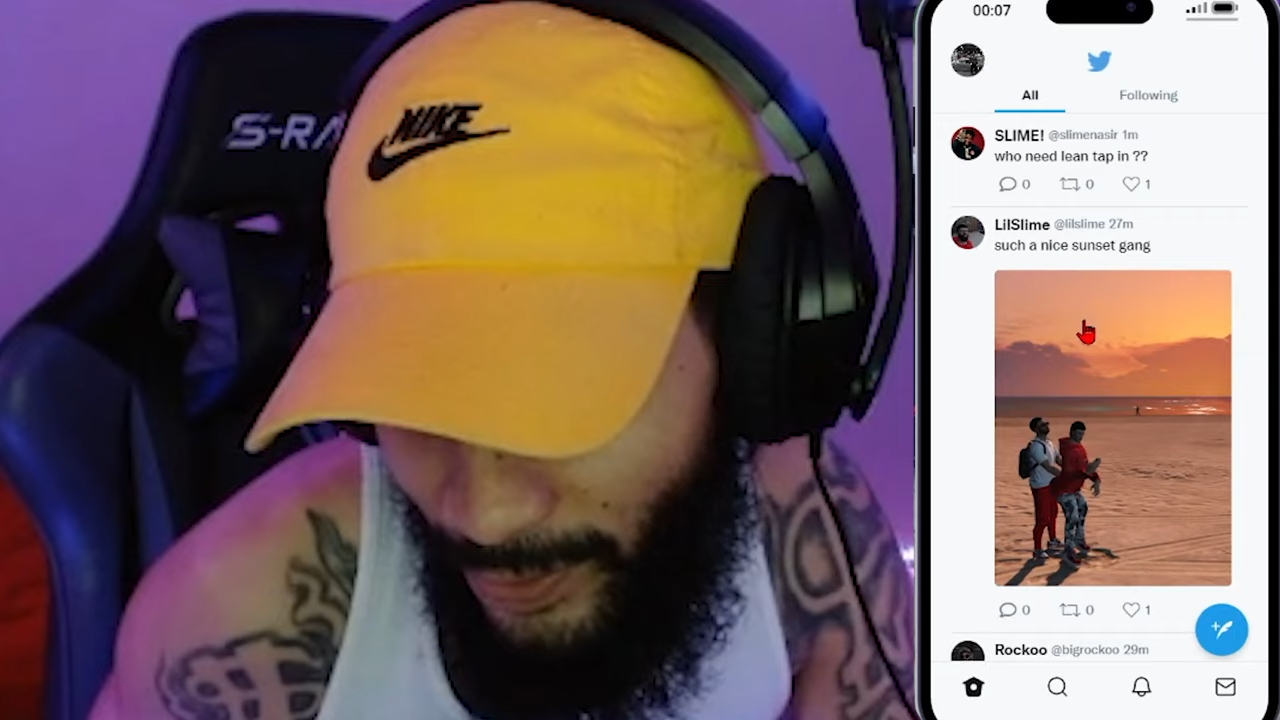 S-RA
NIKE
00:07
All
Following
SLIME! @slimenasir 1m
who need lean tap in ??
0
0
1
LilSlime @lilslime 27m
such a nice sunset gang
0
0
1
Rockoo @bigrockoo 29m